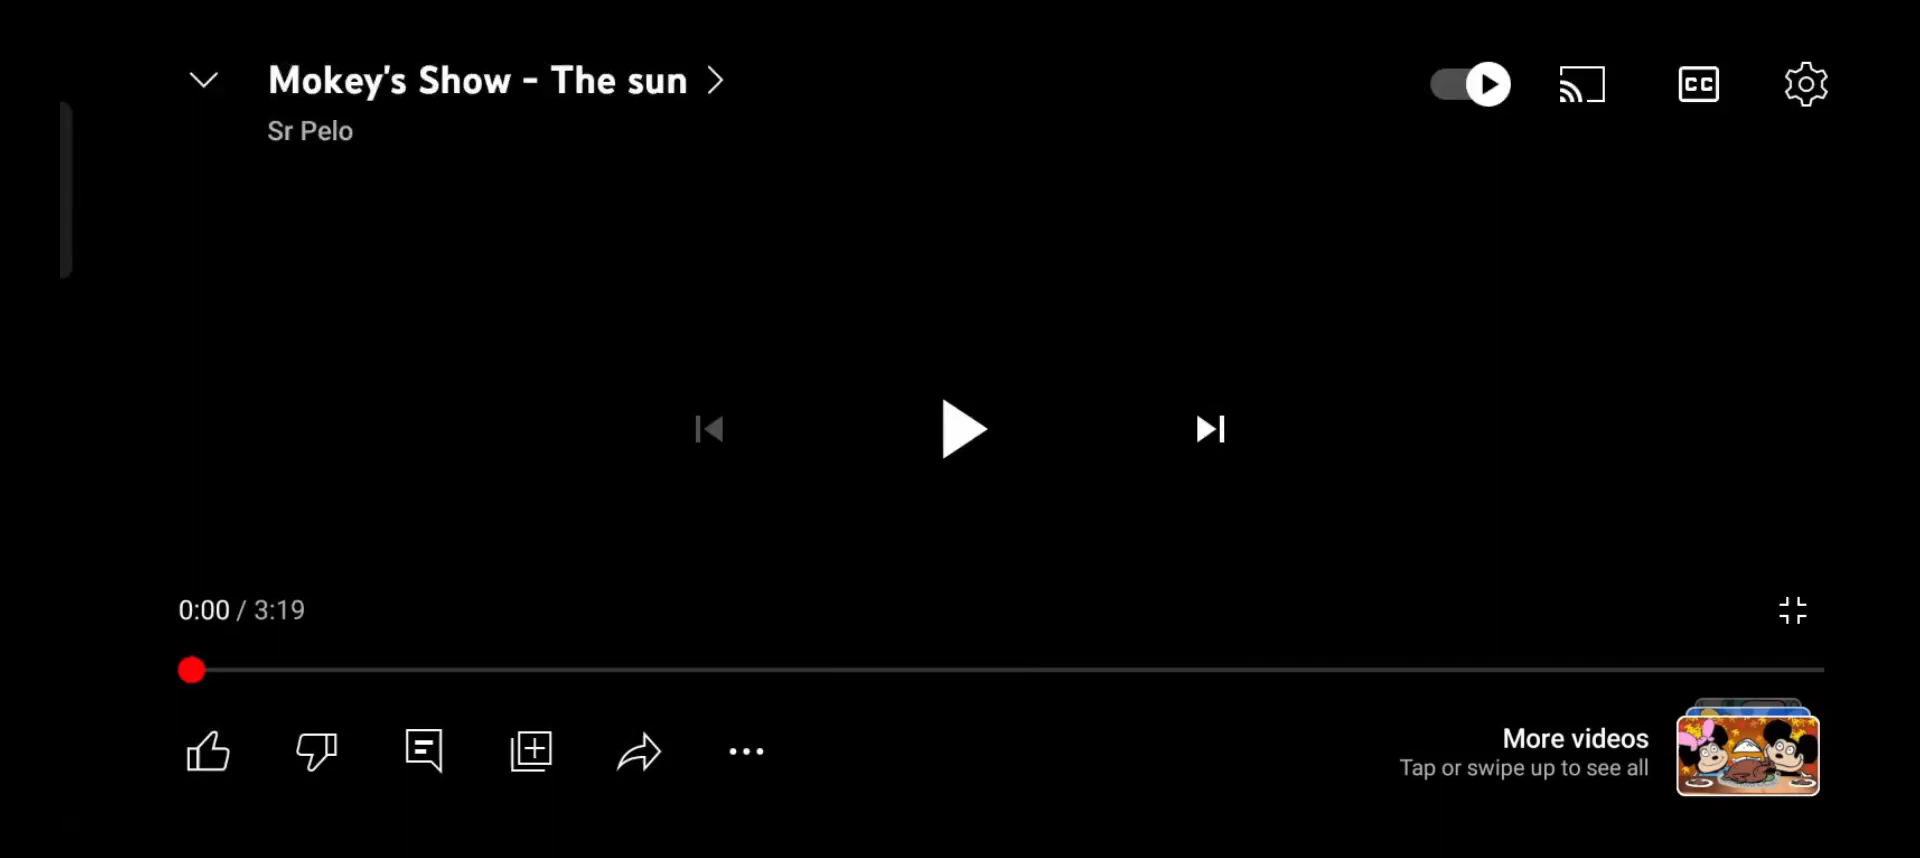 Mokey's Show - The sun
Sr Pelo
CC
0:00 / 3:19
More videos
Tap or swipe up to see all